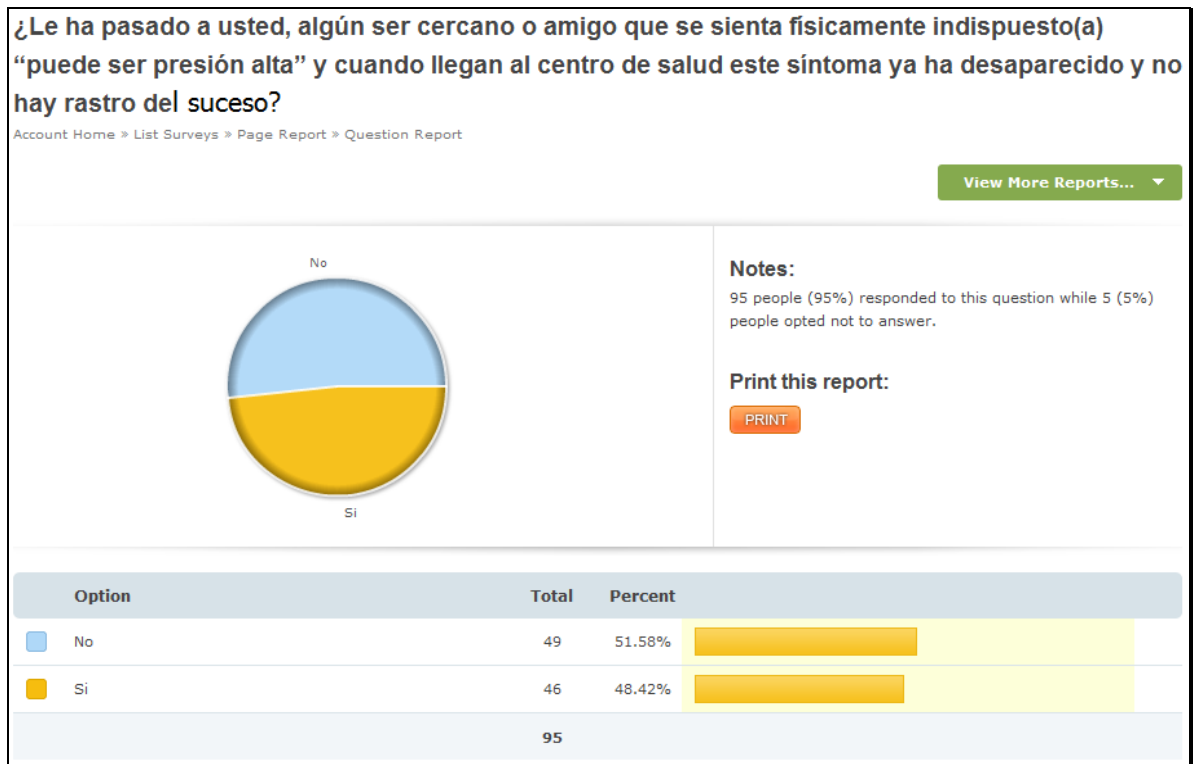 ¿Le ha pasado a usted, algún ser cercano o amigo que se sienta físicamente indispuesto(a)
“puede ser presión alta” y cuando llegan al centro de salud este síntoma ya ha desaparecido y no
hay rastro del suceso?
Account Home » List Surveys » Page Report » Question Report
View More Reports...
No
Si
Notes:
95 people (95%) responded to this question while 5 (5%)
people opted not to answer.
Print this report:
PRINT
Option Total Percent
No 49 51.58%
Si 46 48.42%
95